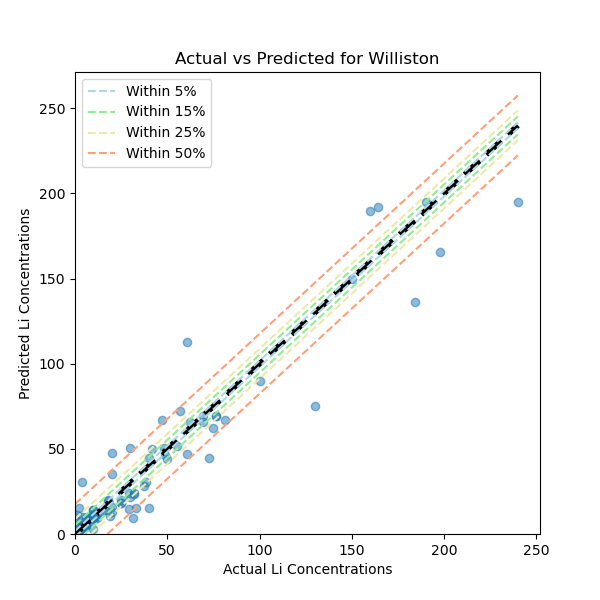 Actual vs Predicted for Williston
Within 5%
Within 15%
Within 25%
Within 50%
250
200
150
100
50
0
Predicted Li Concentrations
0 50 100 150 200 250
Actual Li Concentrations